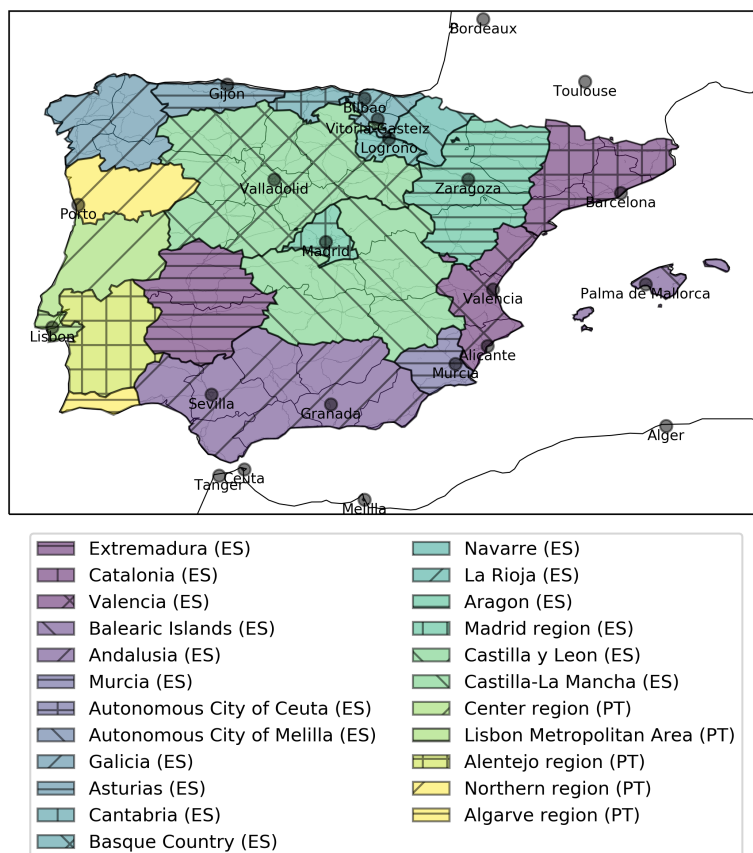 Bordeaux
Toulouse
Gijon
Bilbao
Vitoria-Gasteiz
Logrono
Valladolid
Zaragoza
Porto
Barcelona
Madrid
Valencia
Palma de Mallorca
Lisbon
Alicante
Murcia
Sevilla
Granada
Alger
Ceuta
Tanger
Melilla
Extremadura (ES)
Catalonia (ES)
Valencia (ES)
Balearic Islands (ES)
Andalusia (ES)
Murcia (ES)
Autonomous City of Ceuta (ES)
Autonomous City of Melilla (ES)
Galicia (ES)
Asturias (ES)
Cantabria (ES)
Basque Country (ES)
Navarre (ES)
La Rioja (ES)
Aragon (ES)
Madrid region (ES)
Castilla y Leon (ES)
Castilla-La Mancha (ES)
Center region (PT)
Lisbon Metropolitan Area (PT)
Alentejo region (PT)
Northern region (PT)
Algarve region (PT)